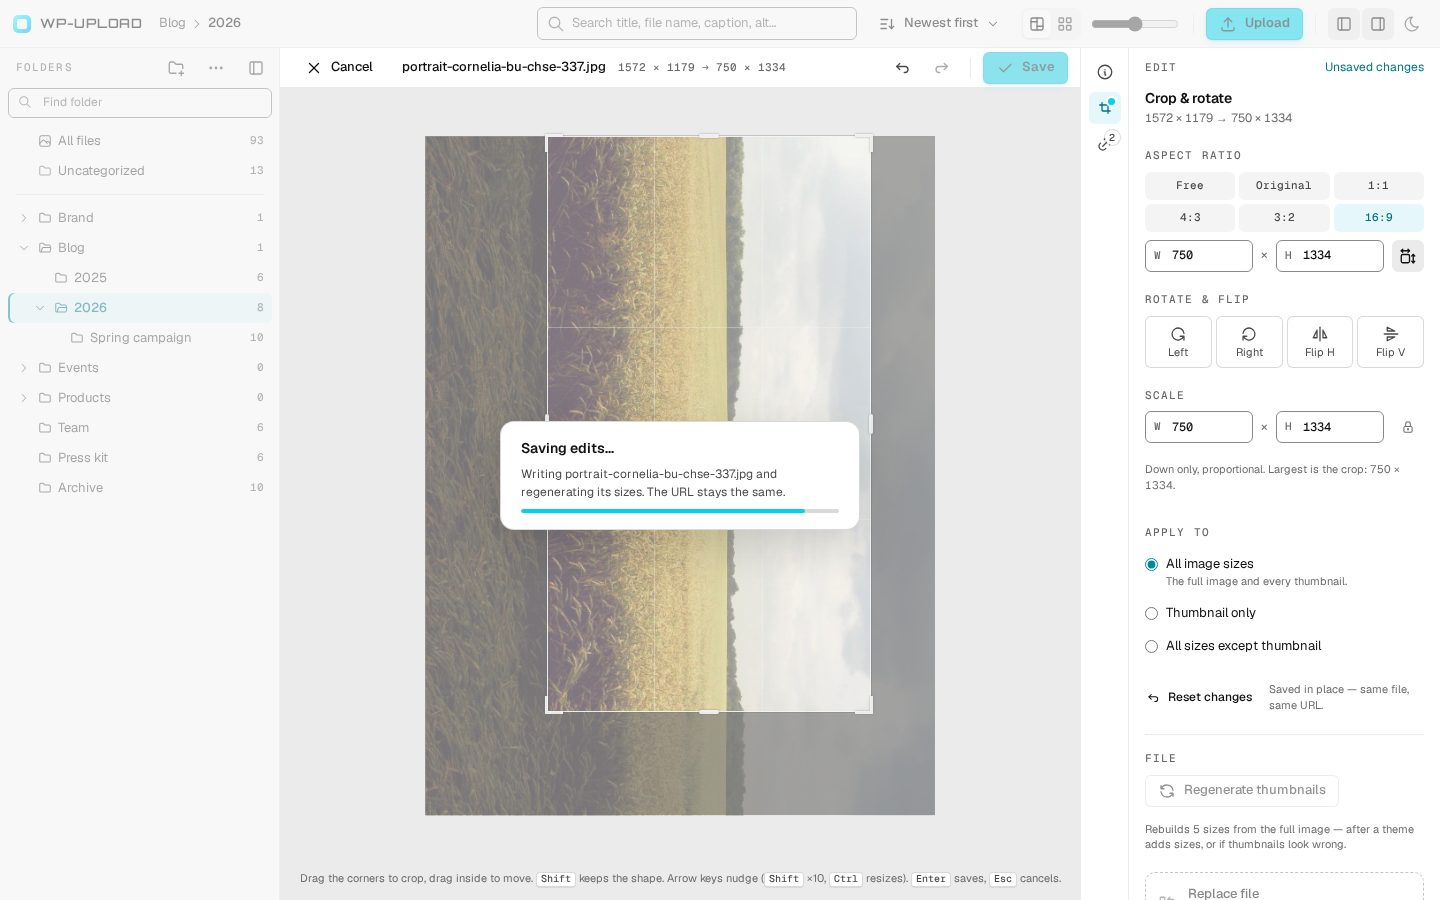 WP-UPLOAD
Blog > 2026
Search title, file name, caption, alt...
Newest first
Upload
FOLDERS
Find folder
All files 93
Uncategorized 13
Brand 1
Blog 1
2025 6
2026 8
Spring campaign 10
Events 0
Products 0
Team 6
Press kit 6
Archive 10
Cancel
portrait-cornelia-bu-chse-337.jpg 1572 × 1179 → 750 × 1334
Save
Saving edits...
Writing portrait-cornelia-bu-chse-337.jpg and
regenerating its sizes. The URL stays the same.
Drag the corners to crop, drag inside to move. Shift keeps the shape. Arrow keys nudge (Shift ×10, Ctrl resizes). Enter saves, Esc cancels.
2
EDIT
Unsaved changes
Crop & rotate
1572 × 1179 → 750 × 1334
ASPECT RATIO
Free Original 1:1
4:3 3:2 16:9
W 750 × H 1334
ROTATE & FLIP
Left Right Flip H Flip V
SCALE
W 750 × H 1334
Down only, proportional. Largest is the crop: 750 ×
1334.
APPLY TO
All image sizes
The full image and every thumbnail.
Thumbnail only
All sizes except thumbnail
Reset changes
Saved in place — same file,
same URL.
FILE
Regenerate thumbnails
Rebuilds 5 sizes from the full image — after a theme
adds sizes, or if thumbnails look wrong.
Replace file